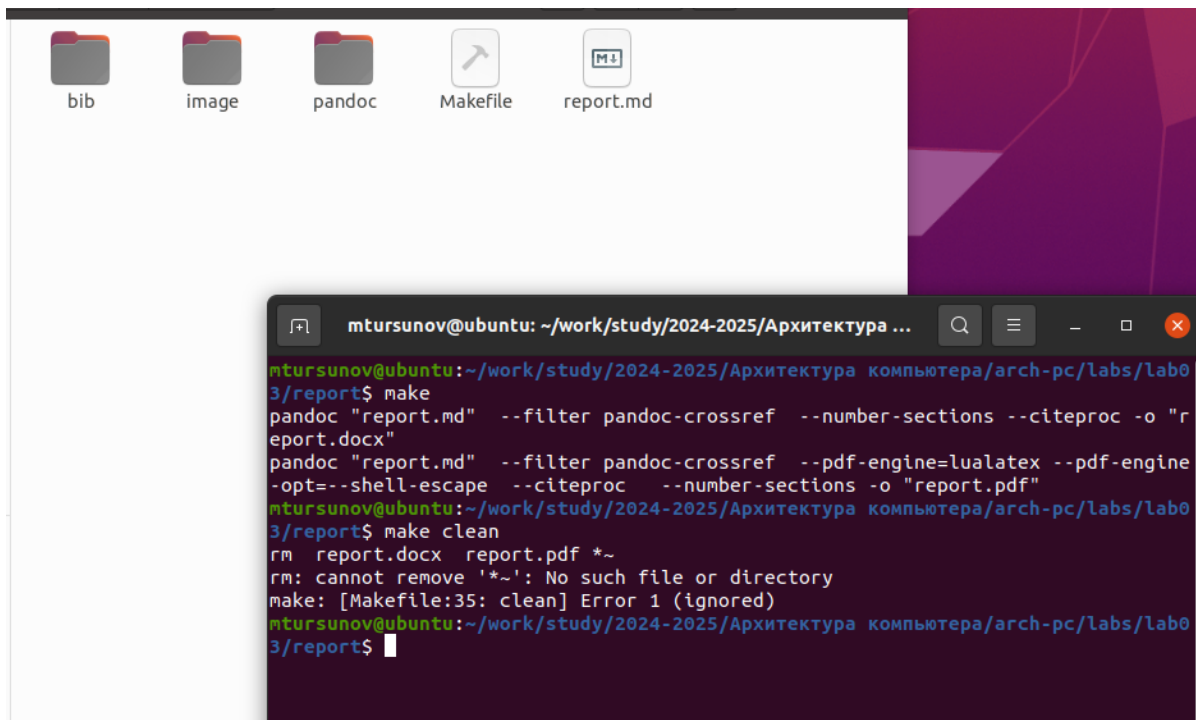 bib image pandoc Makefile report.md
M↓
mtursunov@ubuntu: ~/work/study/2024-2025/Архитектура ...
mtursunov@ubuntu:~/work/study/2024-2025/Архитектура компьютера/arch-pc/labs/lab0
3/report$ make
pandoc "report.md"  --filter pandoc-crossref  --number-sections --citeproc -o "r
eport.docx"
pandoc "report.md"  --filter pandoc-crossref  --pdf-engine=lualatex --pdf-engine
-opt=--shell-escape  --citeproc   --number-sections -o "report.pdf"
mtursunov@ubuntu:~/work/study/2024-2025/Архитектура компьютера/arch-pc/labs/lab0
3/report$ make clean
rm  report.docx  report.pdf *~
rm: cannot remove '*~': No such file or directory
make: [Makefile:35: clean] Error 1 (ignored)
mtursunov@ubuntu:~/work/study/2024-2025/Архитектура компьютера/arch-pc/labs/lab0
3/report$